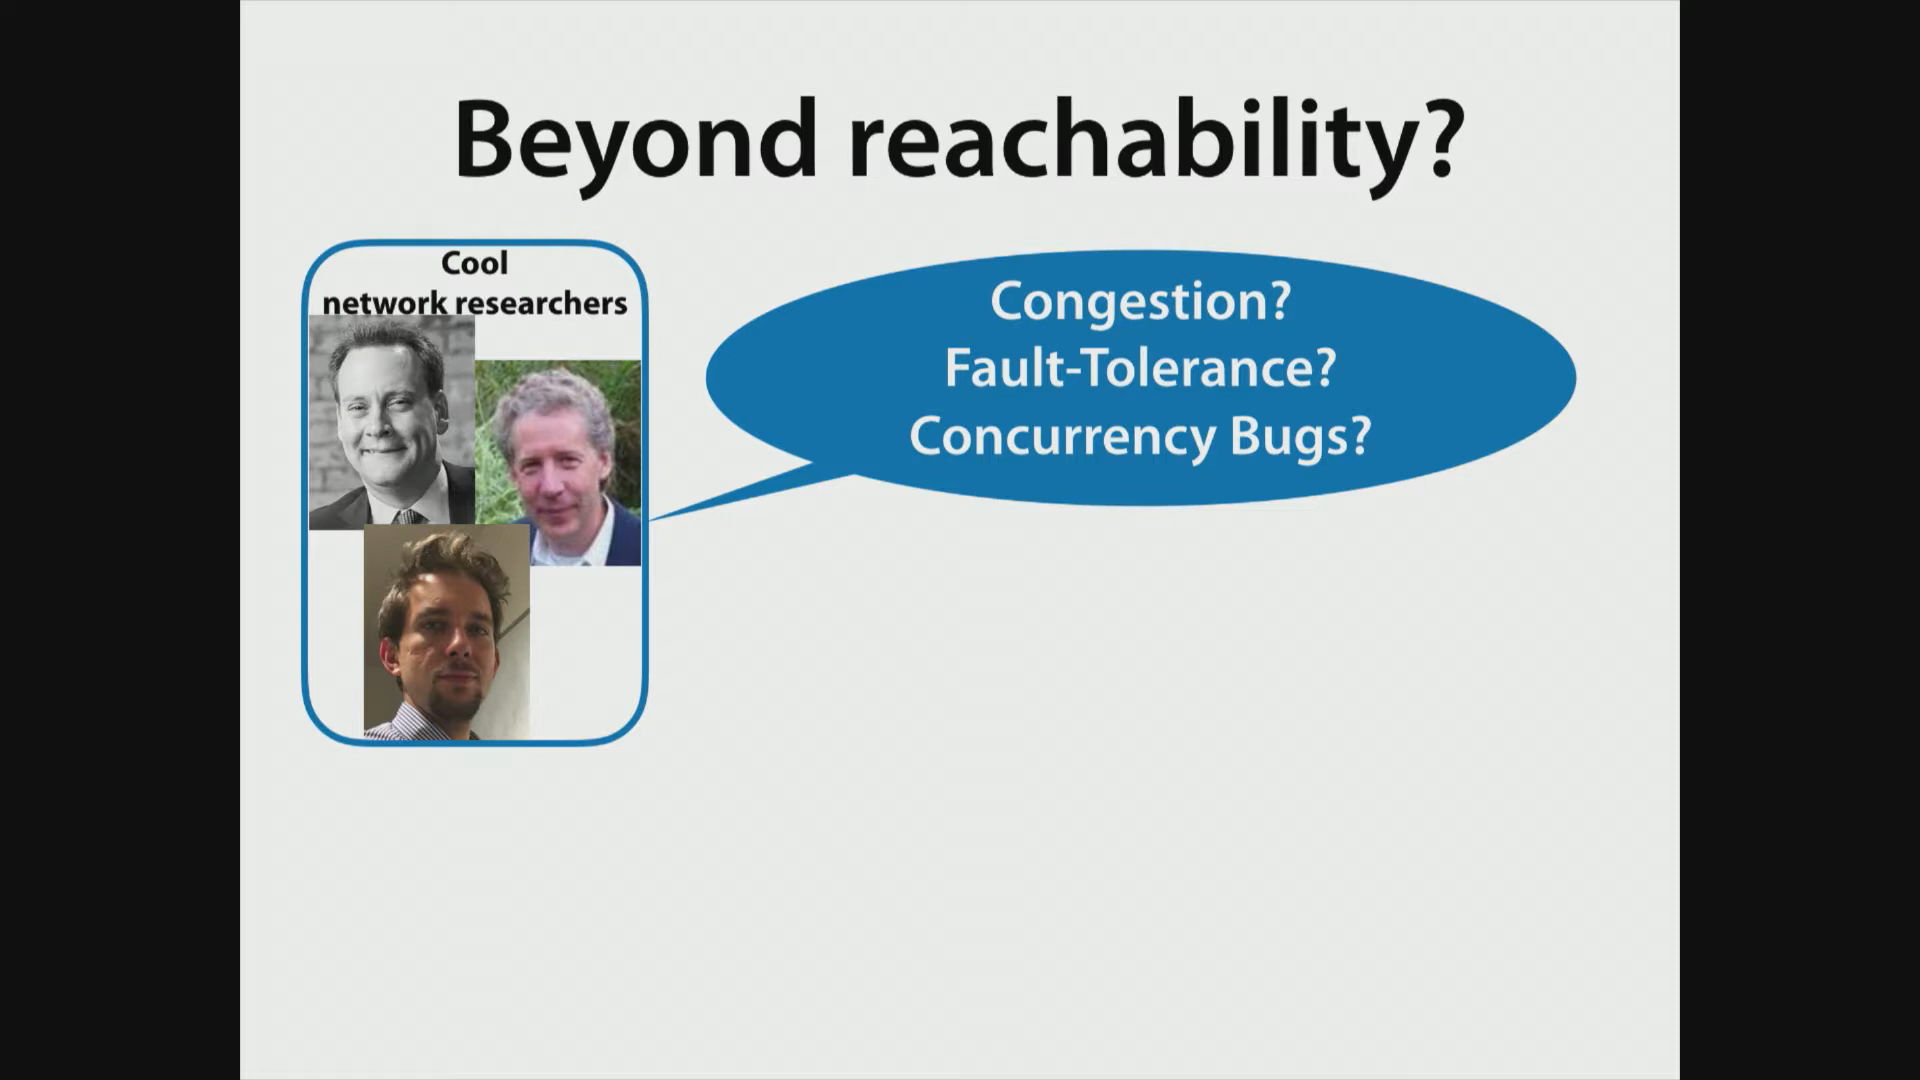 Beyond reachability?
Cool
network researchers
Congestion?
Fault-Tolerance?
Concurrency Bugs?